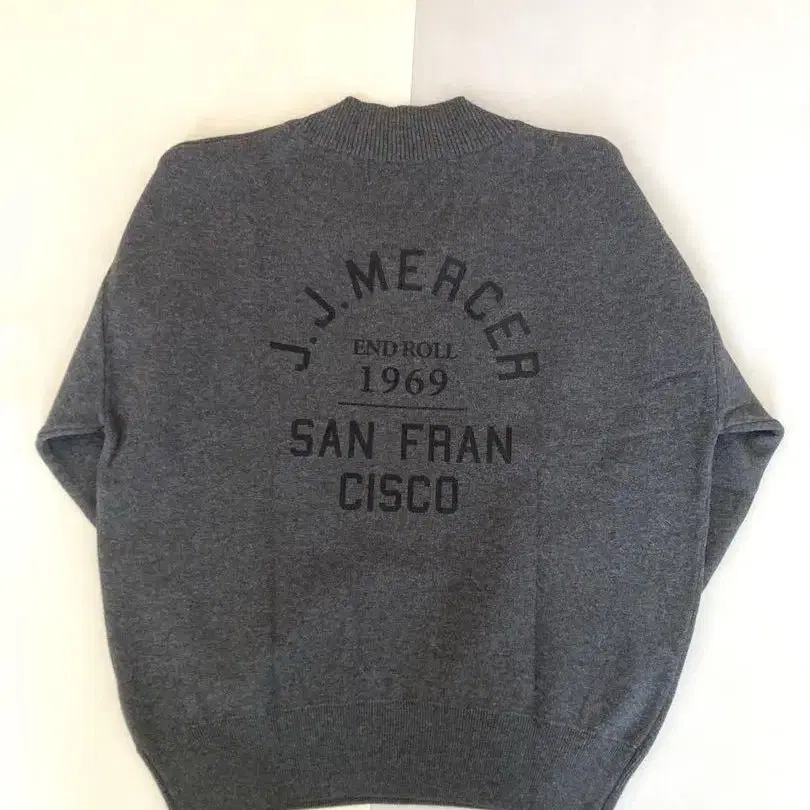 J.J.MERCER
END ROLL
1969
SAN FRAN
CISCO